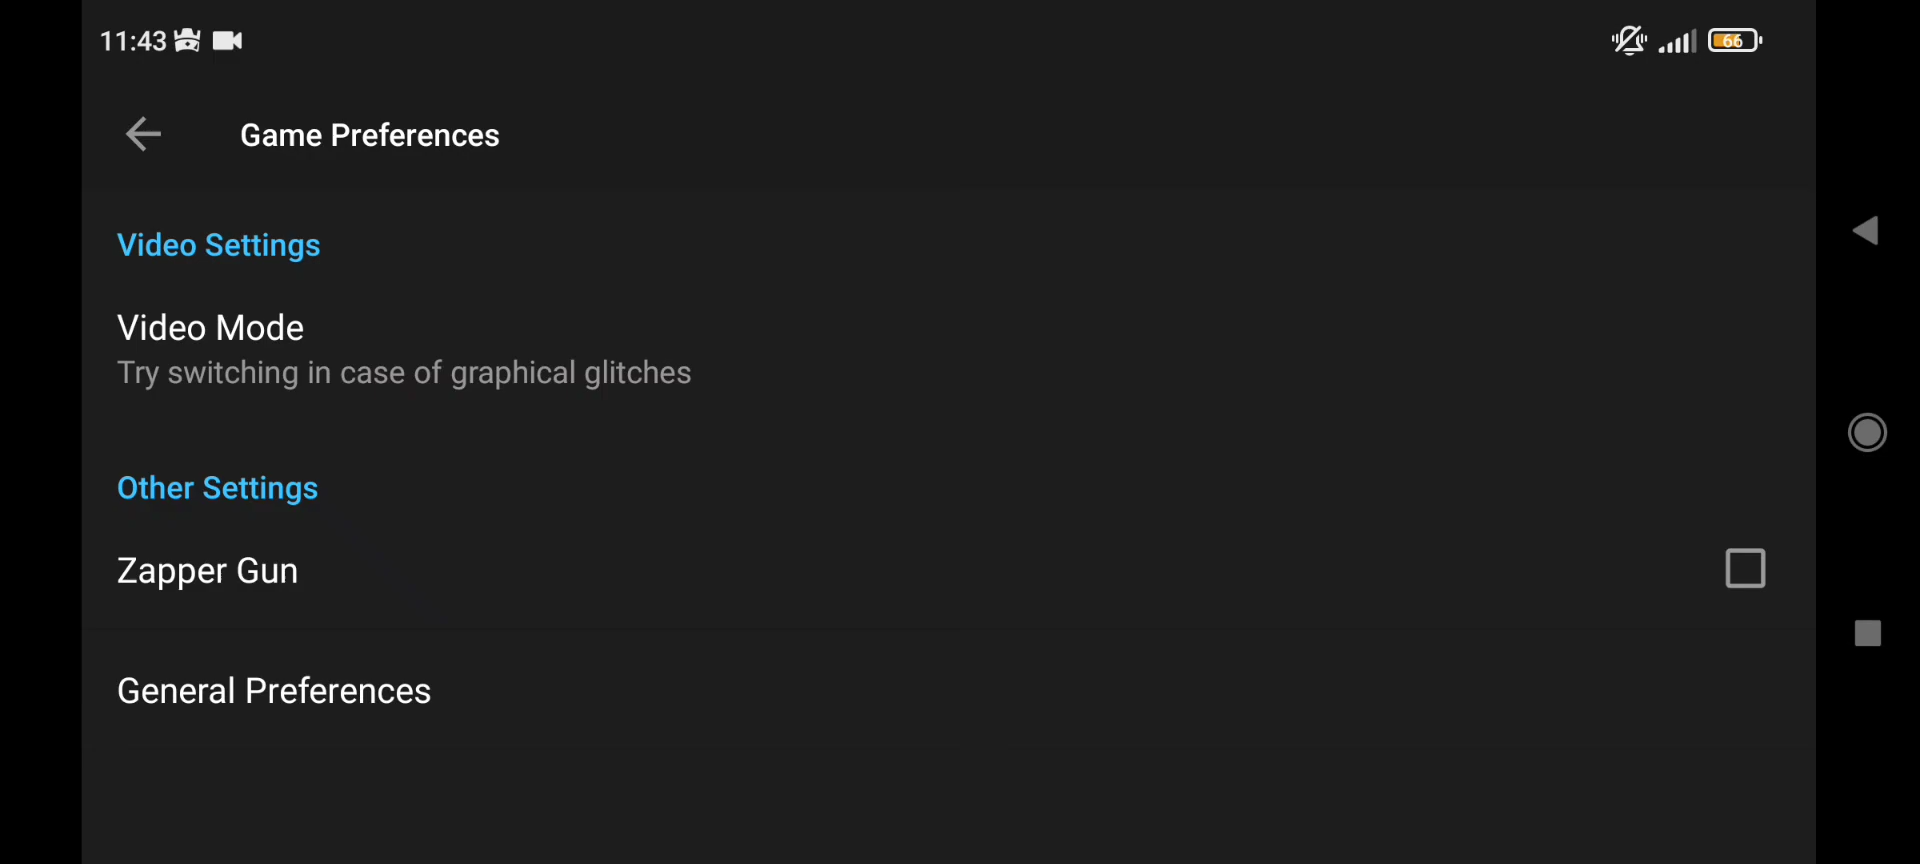 11:43
66
Game Preferences
Video Settings
Video Mode
Try switching in case of graphical glitches
Other Settings
Zapper Gun
General Preferences